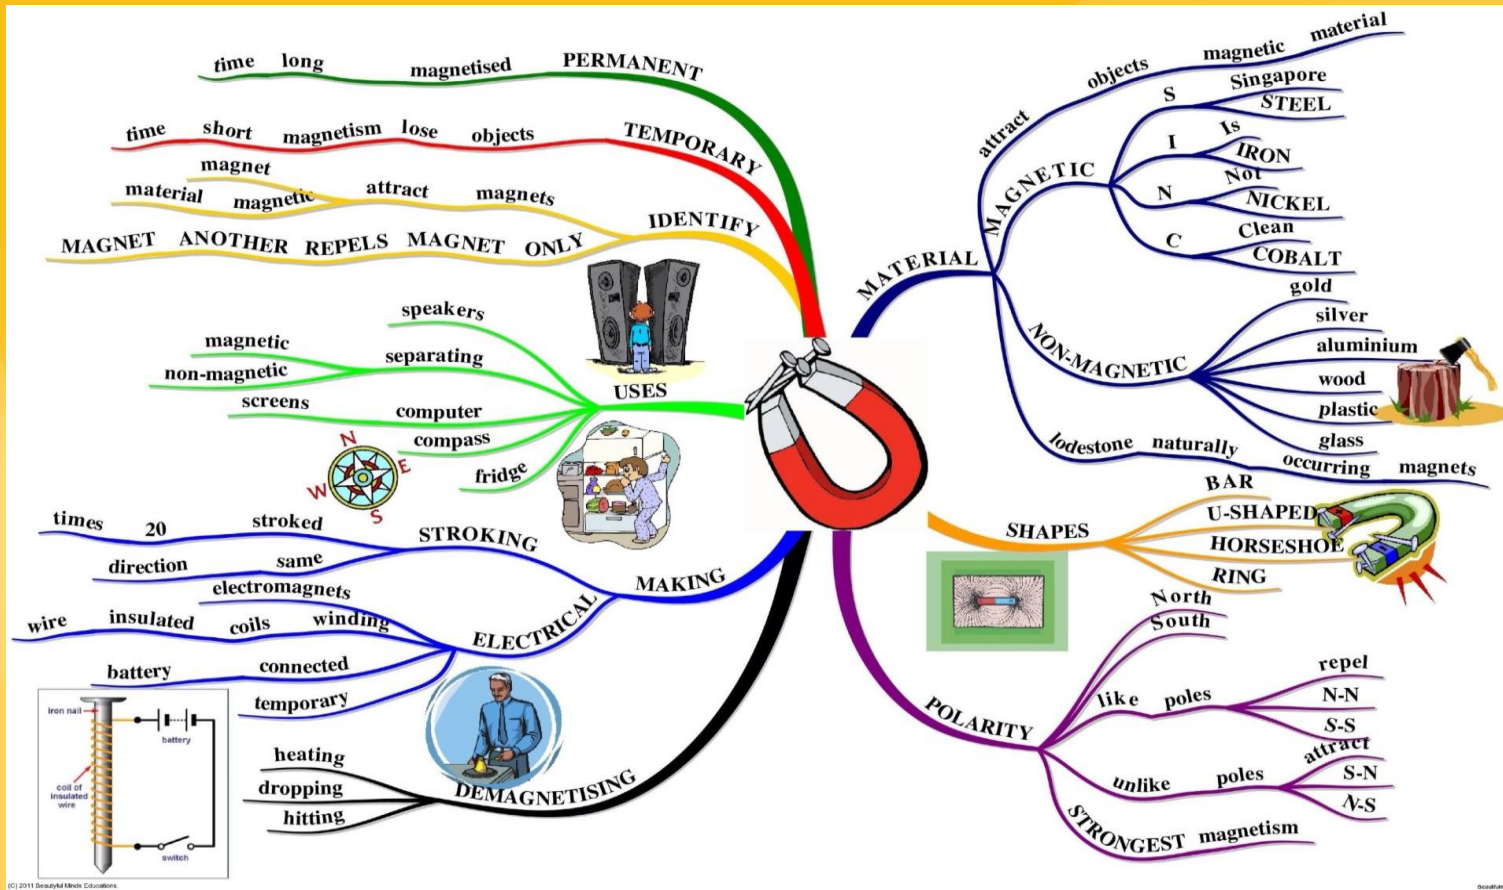 time long magnetised PERMANENT
time short magnetism lose objects TEMPORARY
magnet
material magnetic attract magnets
IDENTIFY
MAGNET ANOTHER REPELS MAGNET ONLY
speakers
magnetic
non-magnetic
separating
USES
screens computer
compass
fridge
N
E
W
S
times 20 stroked
STROKING
direction same
MAKING
electromagnets
wire insulated coils winding
ELECTRICAL
battery connected
temporary
iron nail
battery
coil of
insulated
wire
switch
heating
dropping
hitting
DEMAGNETISING
MATERIAL
attract objects magnetic material
MAGNETIC
S
Singapore
STEEL
I
Is
IRON
N
Not
NICKEL
C
Clean
COBALT
NON-MAGNETIC
gold
silver
aluminium
wood
plastic
glass
lodestone naturally occurring magnets
SHAPES
BAR
U-SHAPED
HORSESHOE
RING
POLARITY
North
South
like poles
repel
N-N
S-S
unlike poles
attract
S-N
N-S
STRONGEST magnetism
(C) 2011 Beautyful Minds Educations